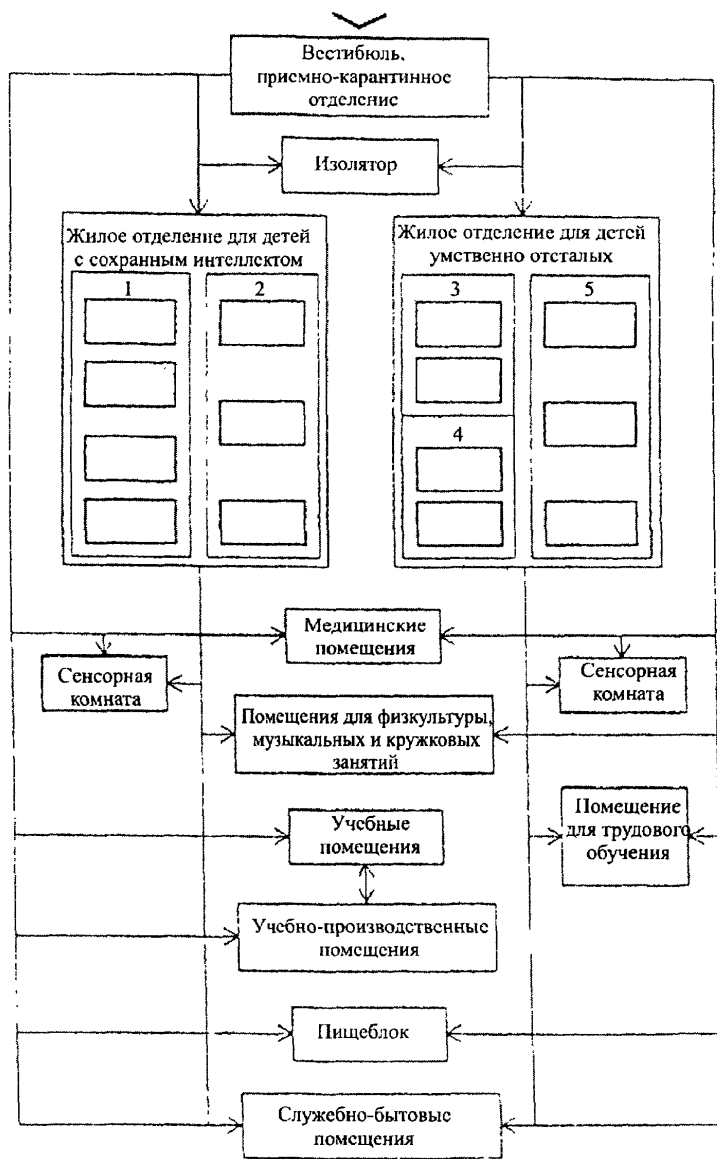 Вестибюль,
приемно-карантинное
отделение
Изолятор
Жилое отделение для детей
с сохранным интеллектом
1
2
Жилое отделение для детей
умственно отсталых
3
5
4
Медицинские
помещения
Сенсорная
комната
Сенсорная
комната
Помещения для физкультуры,
музыкальных и кружковых
занятий
Учебные
помещения
Помещение
для трудового
обучения
Учебно-производственные
помещения
Пищеблок
Служебно-бытовые
помещения